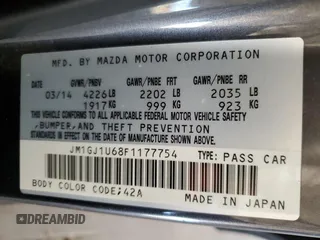 MFD. BY MAZDA MOTOR CORPORATION
GVWR/PNBV GAWR/PNBE FR GAWR/PNBE RR
03/14 4226LB 2202 LB 2035 LB
1917KG 999 KG 923 KG
THIS VEHICLE CONFORMS TO ALL APPLICABLE FEDERAL MOTOR VEHICLE SAFETY
,BUMPER,AND THEFT PREVENTION
STANDARDS IN EFFECT ON THE DATE OF MANUFACTURE SHOWN ABOVE.
JM1GJ1U68F1177754 TYPE:PASS CAR
BODY COLOR CODE;42A MADE IN JAPAN
DREAMBID